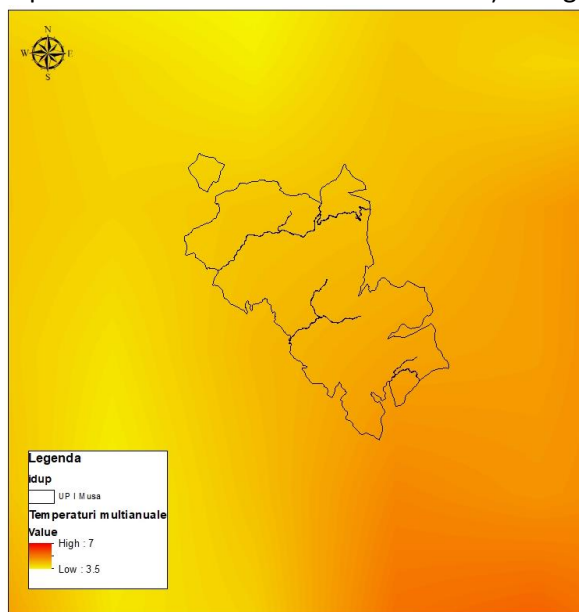 N
W E
S
Legenda
idup
UP I Musa
Temperaturi multianuale
Value
High : 7
Low : 3.5